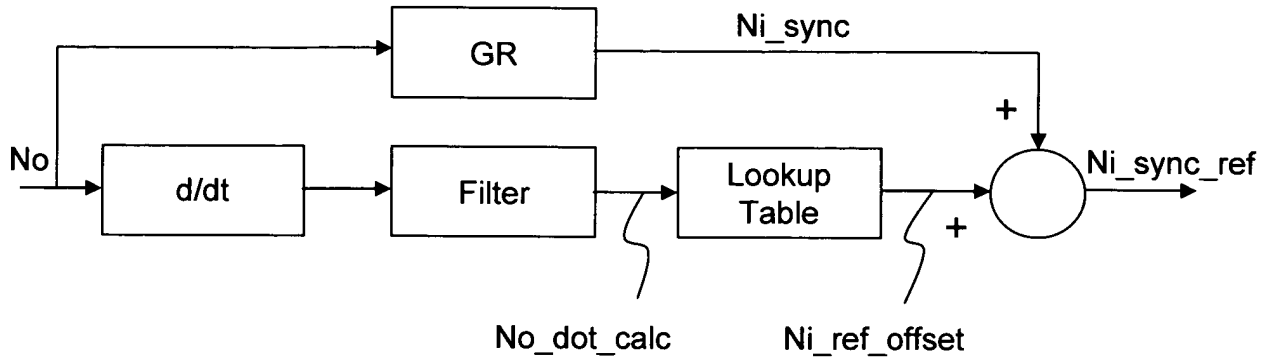 GR
Ni_sync
+
No
d/dt
Filter
Lookup
Table
+
Ni_sync_ref
No_dot_calc
Ni_ref_offset